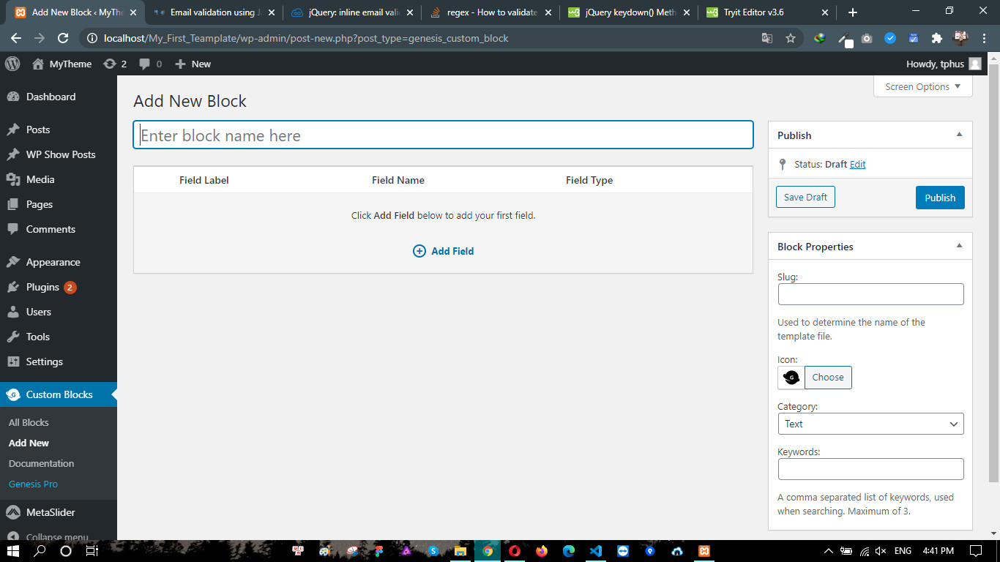 Add New Block ‹ MyThe
Email validation using J
jQuery: inline email vali
regex - How to validate
jQuery keydown() Meth
Tryit Editor v3.6
localhost/My_First_Teamplate/wp-admin/post-new.php?post_type=genesis_custom_block
MyTheme 2 0 New
Howdy, tphus
Screen Options
Dashboard
Posts
WP Show Posts
Media
Pages
Comments
Appearance
Plugins 2
Users
Tools
Settings
Custom Blocks
All Blocks
Add New
Documentation
Genesis Pro
MetaSlider
Collapse menu
Add New Block
Enter block name here
Field Label Field Name Field Type
Click Add Field below to add your first field.
Add Field
Publish
Status: Draft Edit
Save Draft Publish
Block Properties
Slug:
Used to determine the name of the
template file.
Icon:
G Choose
Category:
Text
Keywords:
A comma separated list of keywords, used
when searching. Maximum of 3.
ENG 4:41 PM